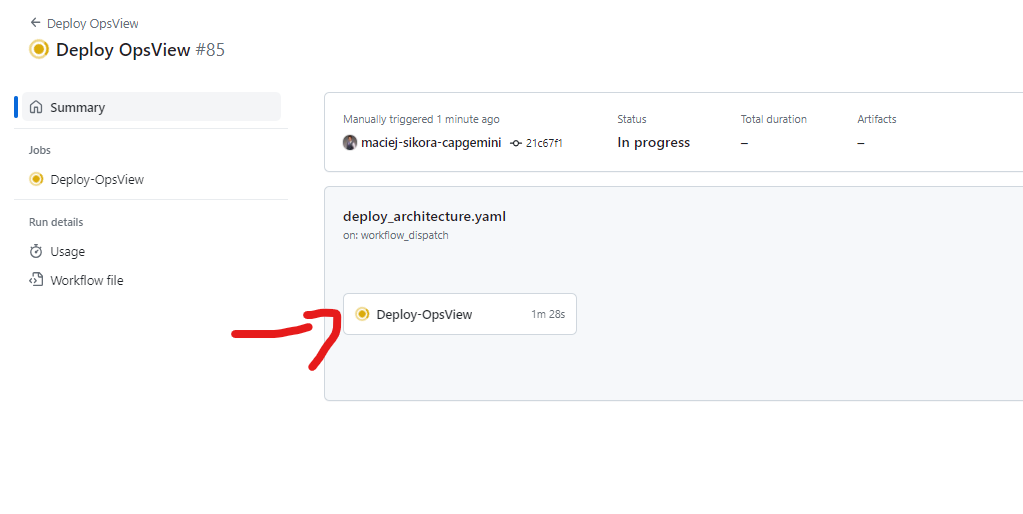 Deploy OpsView
Deploy OpsView #85
Summary
Jobs
Deploy-OpsView
Run details
Usage
Workflow file
Manually triggered 1 minute ago
maciej-sikora-capgemini 21c67f1
Status
In progress
Total duration
–
Artifacts
–
deploy_architecture.yaml
on: workflow_dispatch
Deploy-OpsView 1m 28s